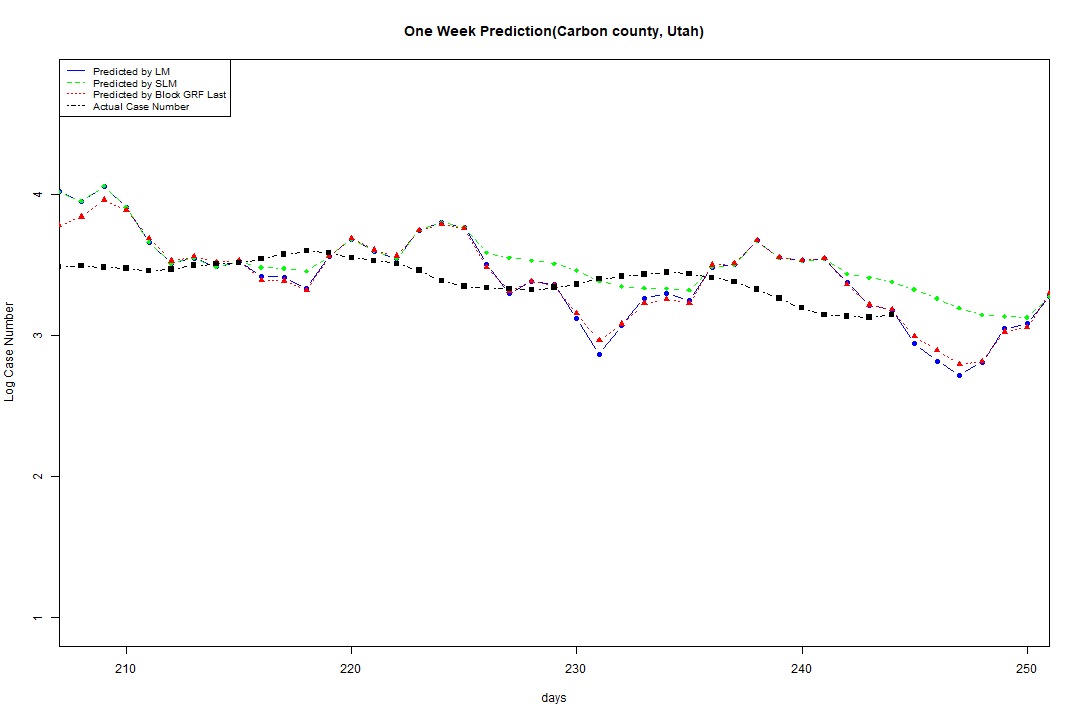 One Week Prediction(Carbon county, Utah)
Predicted by LM
Predicted by SLM
Predicted by Block GRF Last
Actual Case Number
4
3
2
1
Log Case Number
210 220 230 240 250
days